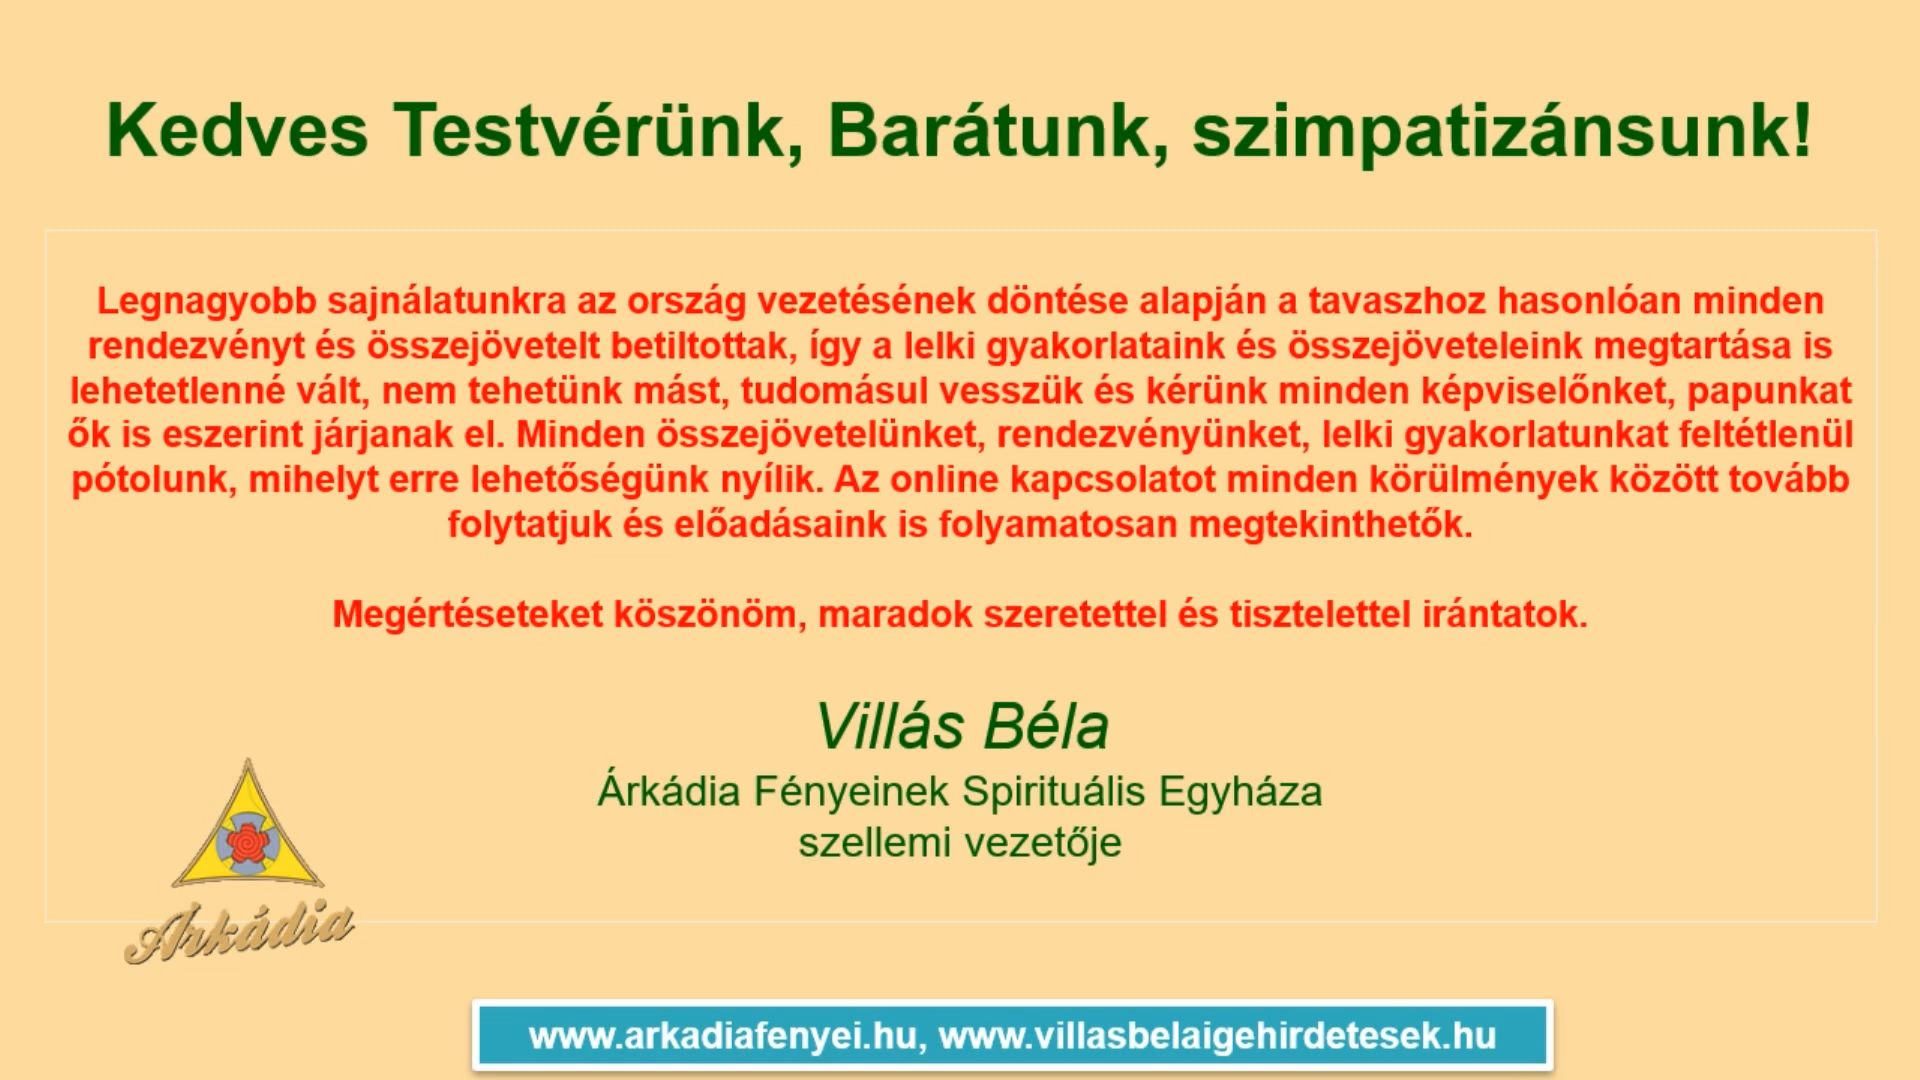 Kedves Testvérünk, Barátunk, szimpatizánsunk!
Legnagyobb sajnálatunkra az ország vezetésének döntése alapján a tavaszhoz hasonlóan minden
rendezvényt és összejövetelt betiltottak, így a lelki gyakorlataink és összejöveteleink megtartása is
lehetetlenné vált, nem tehetünk mást, tudomásul vesszük és kérünk minden képviselőnket, papunkat
ők is eszerint járjanak el. Minden összejövetelünket, rendezvényünket, lelki gyakorlatunkat feltétlenül
pótolunk, mihelyt erre lehetőségünk nyílik. Az online kapcsolatot minden körülmények között tovább
folytatjuk és előadásaink is folyamatosan megtekinthetők.
Megértéseteket köszönöm, maradok szeretettel és tisztelettel irántatok.
Villás Béla
Árkádia Fényeinek Spirituális Egyháza
szellemi vezetője
Árkádia
www.arkadiafenyei.hu, www.villasbelaigehirdetesek.hu